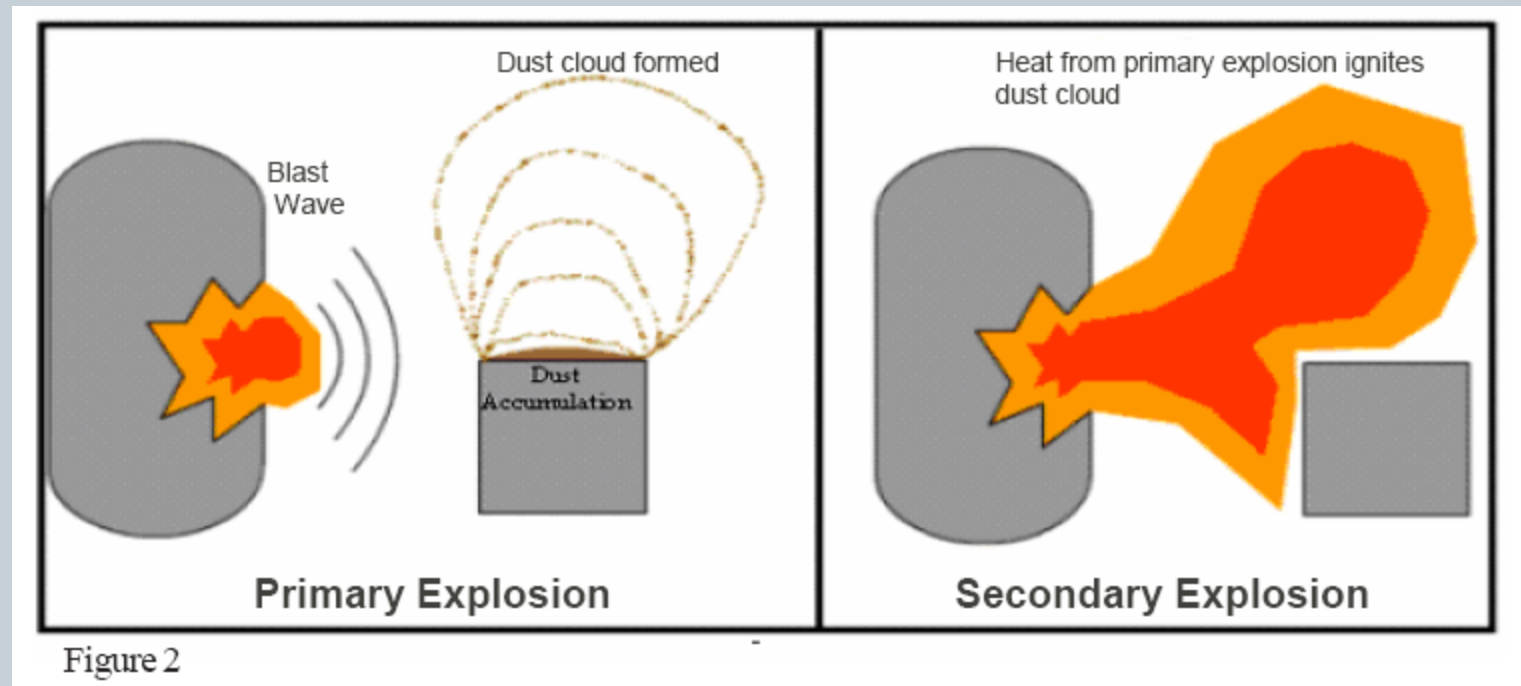 Dust cloud formed
Blast
Wave
Dust
Accumulation
Primary Explosion
Heat from primary explosion ignites
dust cloud
Secondary Explosion
Figure 2